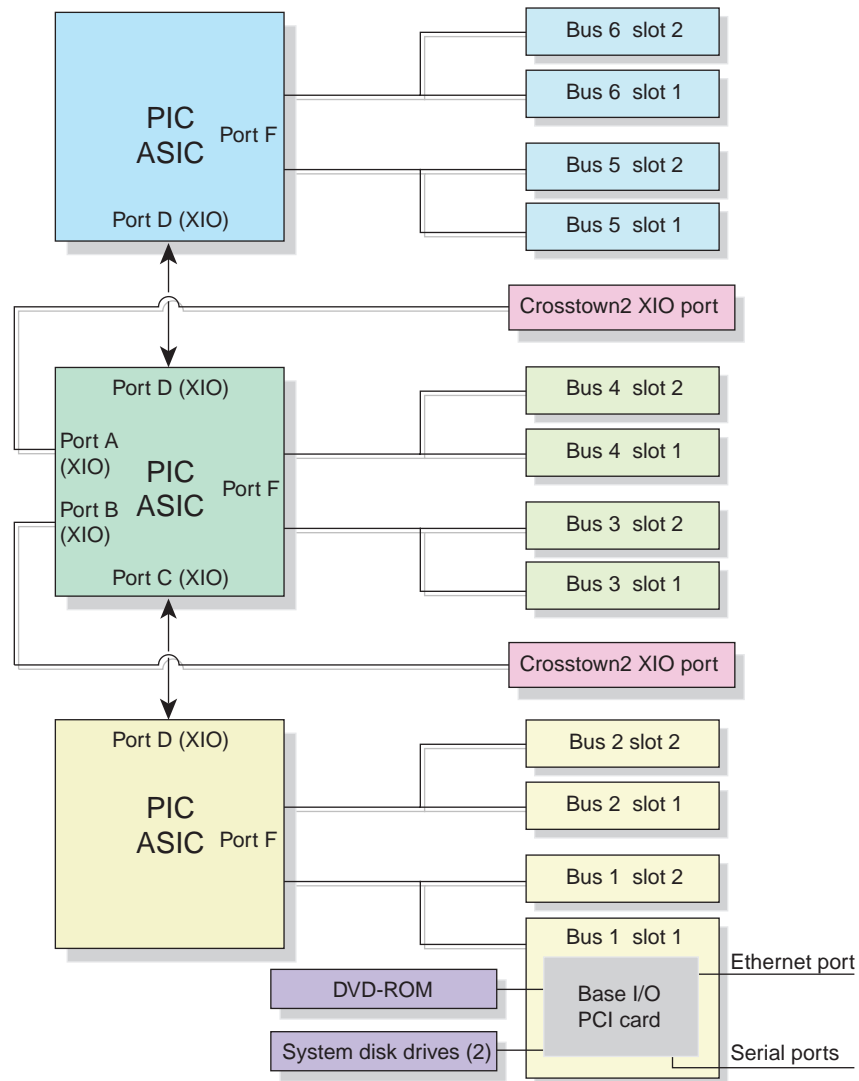 Bus 6 slot 2
Bus 6 slot 1
PIC
ASIC
Port F
Bus 5 slot 2
Port D (XIO)
Bus 5 slot 1
Crosstown2 XIO port
Port D (XIO)
Bus 4 slot 2
Port A
(XIO)
PIC
ASIC
Port F
Bus 4 slot 1
Port B
(XIO)
Bus 3 slot 2
Port C (XIO)
Bus 3 slot 1
Crosstown2 XIO port
Port D (XIO)
Bus 2 slot 2
PIC
ASIC
Port F
Bus 2 slot 1
Bus 1 slot 2
Bus 1 slot 1
Ethernet port
DVD-ROM
Base I/O
PCI card
System disk drives (2)
Serial ports